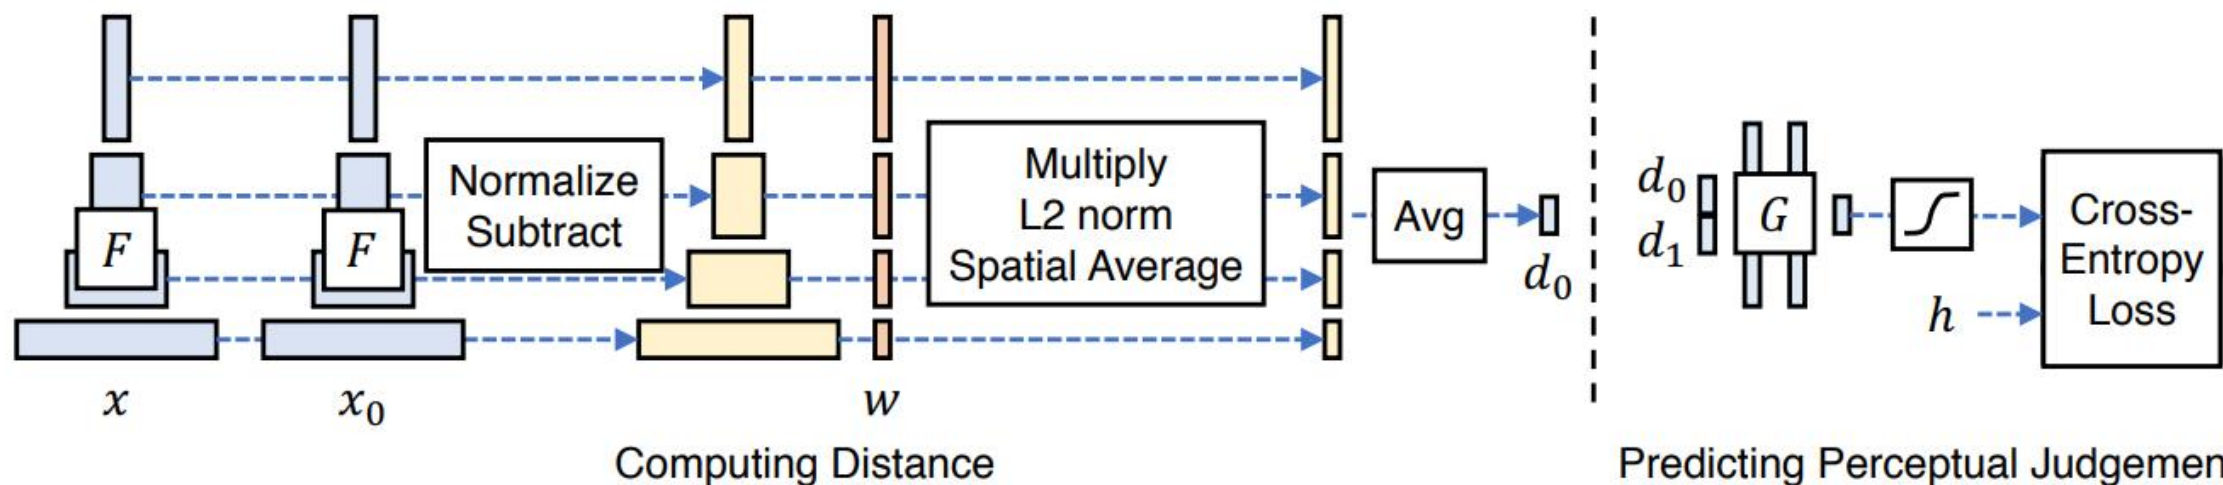 F
F
Normalize
Subtract
Multiply
L2 norm
Spatial Average
Avg
d₀
d₀
d₁
G
h
Cross-
Entropy
Loss
x
x₀
w
Computing Distance
Predicting Perceptual Judgemen